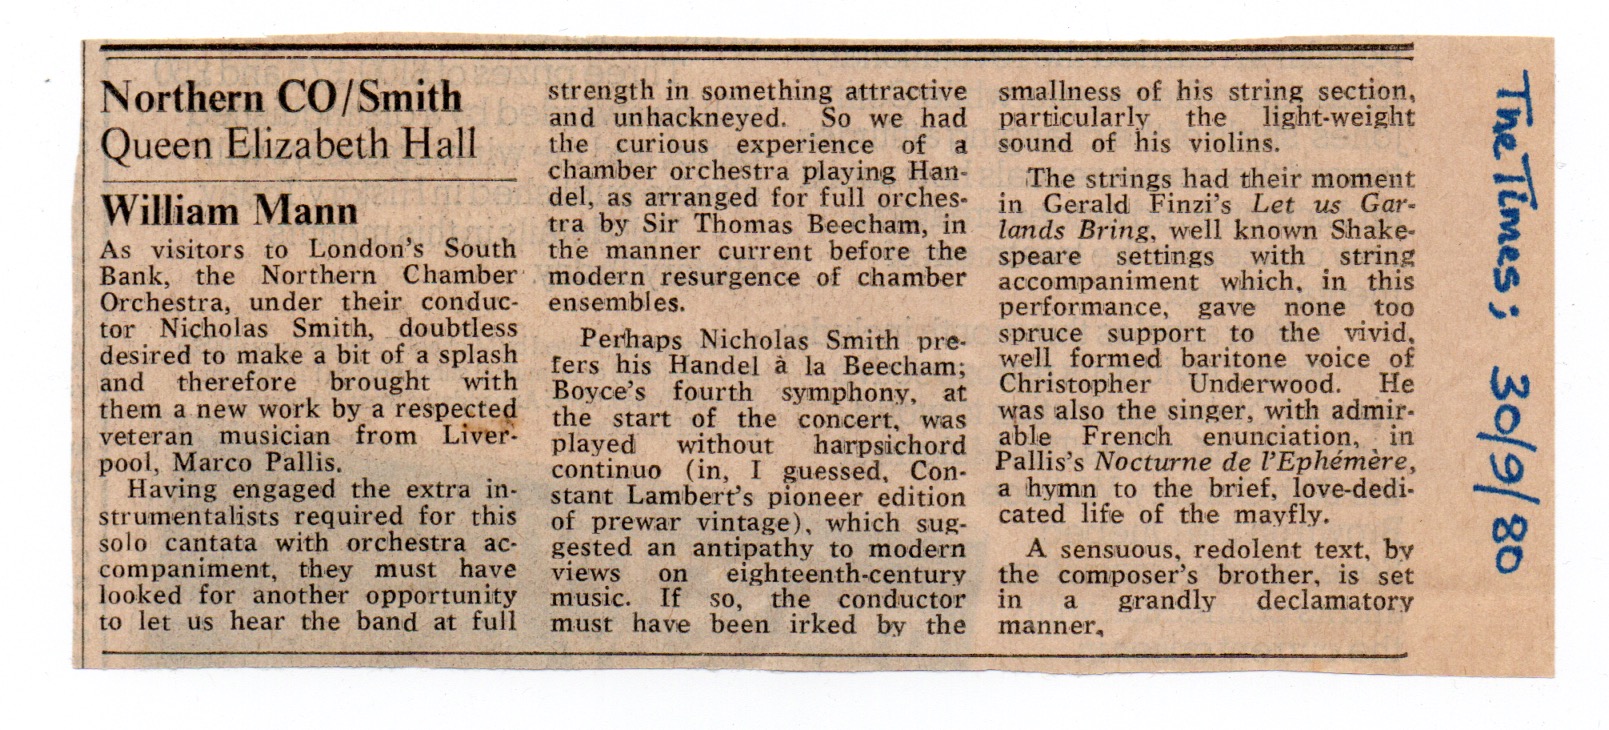 Northern CO/Smith
Queen Elizabeth Hall
William Mann
As visitors to London's South
Bank, the Northern Chamber
Orchestra, under their conduc-
tor Nicholas Smith, doubtless
desired to make a bit of a splash
and therefore brought with
them a new work by a respected
veteran musician from Liver-
pool, Marco Pallis.
Having engaged the extra in-
strumentalists required for this
solo cantata with orchestra ac-
companiment, they must have
looked for another opportunity
to let us hear the band at full
strength in something attractive
and unhackneyed. So we had
the curious experience of a
chamber orchestra playing Han-
del, as arranged for full orches-
tra by Sir Thomas Beecham, in
the manner current before the
modern resurgence of chamber
ensembles.
Perhaps Nicholas Smith pre-
fers his Handel à la Beecham;
Boyce's fourth symphony, at
the start of the concert, was
played without harpsichord
continuo (in, I guessed, Con-
stant Lambert's pioneer edition
of prewar vintage), which sug-
gested an antipathy to modern
views on eighteenth-century
music. If so, the conductor
must have been irked by the
smallness of his string section,
particularly the light-weight
sound of his violins.
The strings had their moment
in Gerald Finzi's Let us Gar-
lands Bring, well known Shake-
speare settings with string
accompaniment which, in this
performance, gave none too
spruce support to the vivid,
well formed baritone voice of
Christopher Underwood. He
was also the singer, with admir-
able French enunciation, in
Pallis's Nocturne de l'Ephémère,
a hymn to the brief, love-dedi-
cated life of the mayfly.
A sensuous, redolent text, by
the composer's brother, is set
in a grandly declamatory
manner,
The Times; 30/9/80